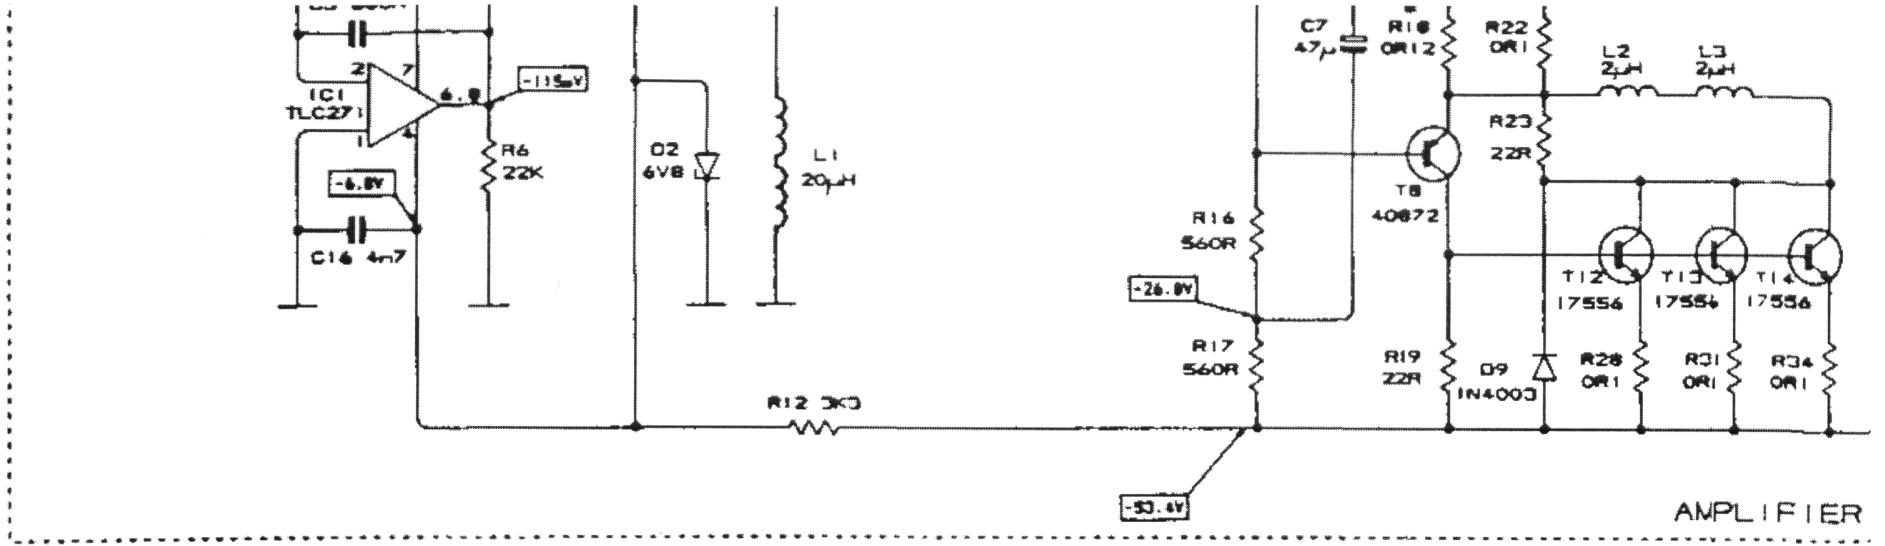 C7
47µ
R18
0R12
R22
0R1
L2
2µH
L3
2µH
2
7
6.8
-115mV
IC1
TLC271
4
1
R23
22R
R6
22K
D2
6V8
L1
20µH
-6.8V
T8
40872
R16
560R
C16 4n7
T12
17556
T13
17556
T14
17556
-26.8V
R17
560R
R19
22R
D9
1N4003
R28
0R1
R31
0R1
R34
0R1
R12 3K3
-53.4V
AMPLIFIER